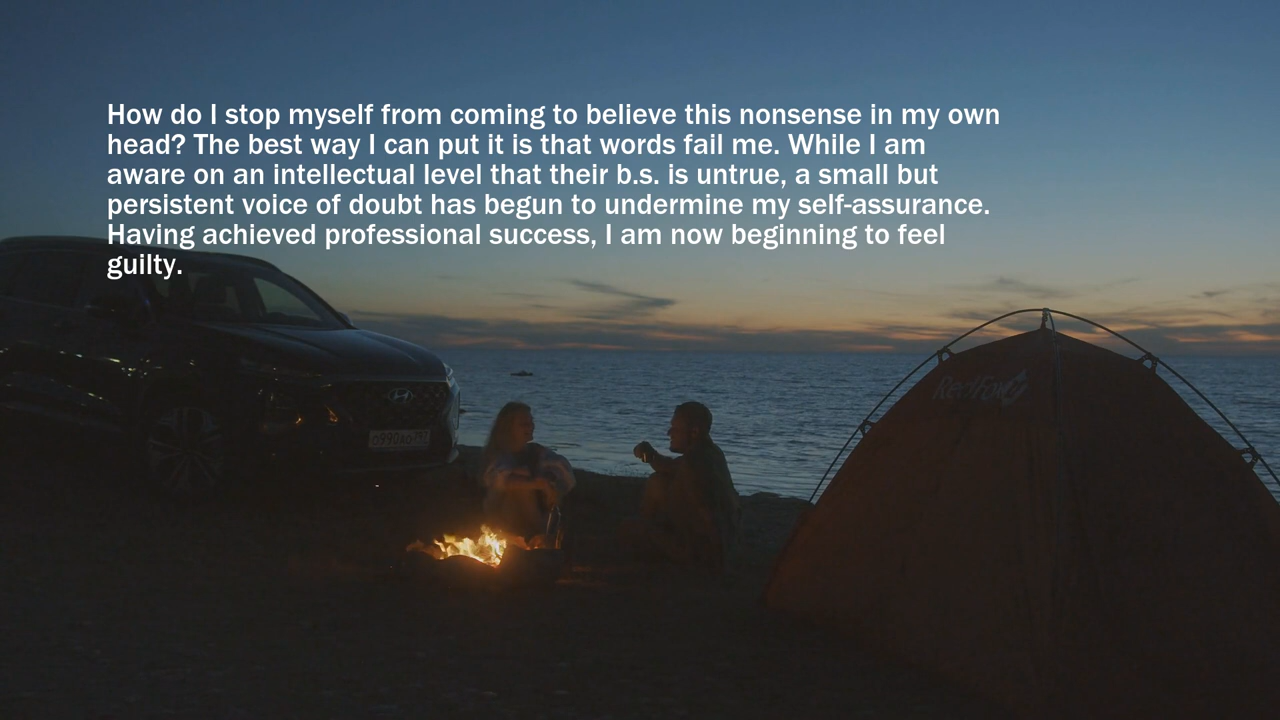 How do I stop myself from coming to believe this nonsense in my own
head? The best way I can put it is that words fail me. While I am
aware on an intellectual level that their b.s. is untrue, a small but
persistent voice of doubt has begun to undermine my self-assurance.
Having achieved professional success, I am now beginning to feel
guilty.
RedFox